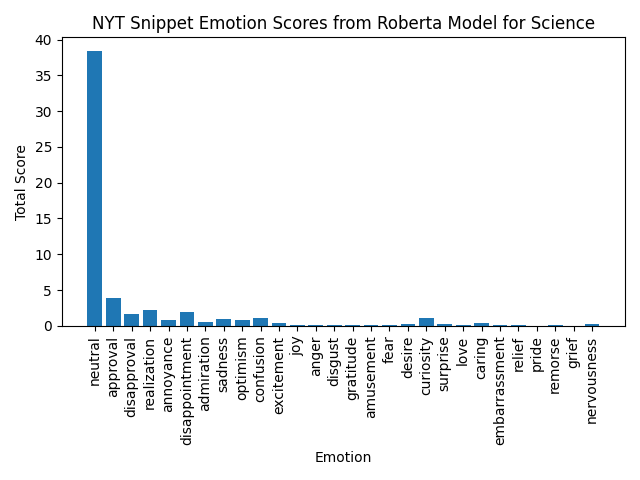 NYT Snippet Emotion Scores from Roberta Model for Science
40
35
30
25
20
15
10
5
0
Total Score
neutral
approval
disapproval
realization
annoyance
disappointment
admiration
sadness
optimism
confusion
excitement
joy
anger
disgust
gratitude
amusement
fear
desire
curiosity
surprise
love
caring
embarrassment
relief
pride
remorse
grief
nervousness
Emotion